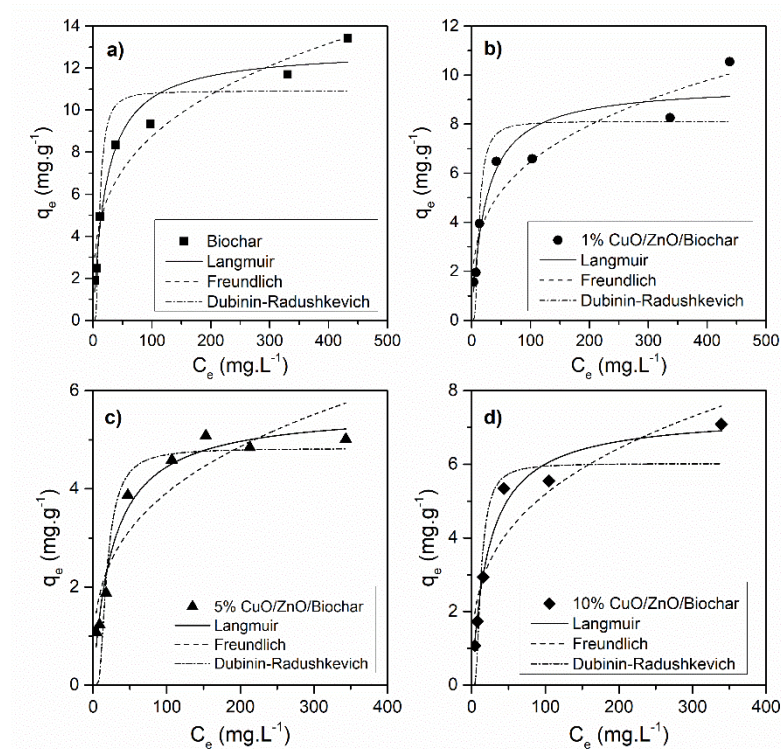 a)
14
12
10
8
6
4
2
0
qₑ (mg.g⁻¹)
Biochar
Langmuir
Freundlich
Dubinin-Radushkevich
0 100 200 300 400 500
Cₑ (mg.L⁻¹)
b)
12
10
8
6
4
2
0
qₑ (mg.g⁻¹)
1% CuO/ZnO/Biochar
Langmuir
Freundlich
Dubinin-Radushkevich
0 100 200 300 400 500
Cₑ (mg.L⁻¹)
c)
6
4
2
0
qₑ (mg.g⁻¹)
5% CuO/ZnO/Biochar
Langmuir
Freundlich
Dubinin-Radushkevich
0 100 200 300 400
Cₑ (mg.L⁻¹)
d)
8
7
6
5
4
3
2
1
0
qₑ (mg.g⁻¹)
10% CuO/ZnO/Biochar
Langmuir
Freundlich
Dubinin-Radushkevich
0 100 200 300 400
Cₑ (mg.L⁻¹)